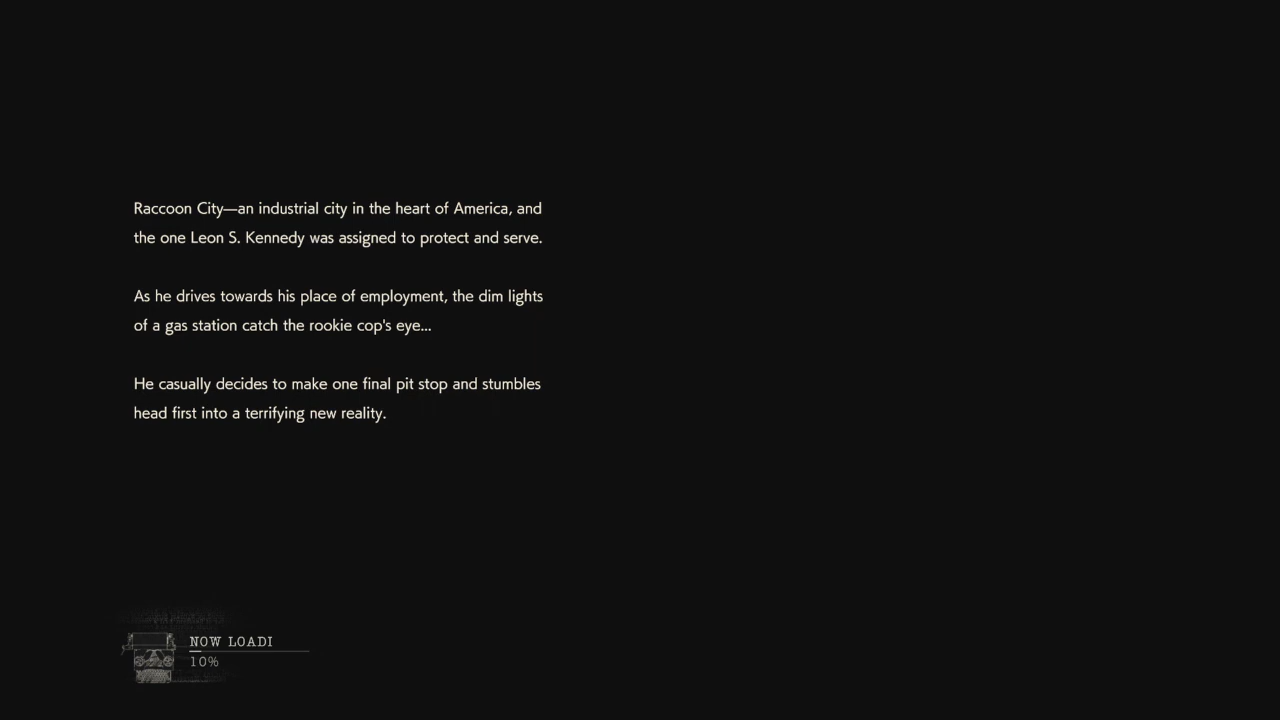 Raccoon City—an industrial city in the heart of America, and
the one Leon S. Kennedy was assigned to protect and serve.
As he drives towards his place of employment, the dim lights
of a gas station catch the rookie cop's eye...
He casually decides to make one final pit stop and stumbles
head first into a terrifying new reality.
NOW LOADI
10%